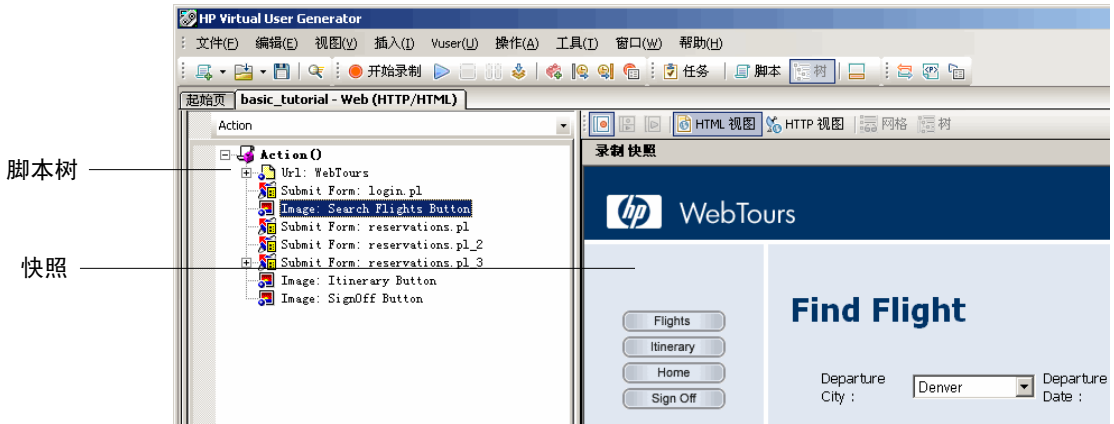 HP Virtual User Generator
文件(F) 编辑(E) 视图(V) 插入(I) Vuser(U) 操作(A) 工具(T) 窗口(W) 帮助(H)
开始录制 任务 脚本 树
起始页 basic_tutorial - Web (HTTP/HTML)
Action
HTML 视图 HTTP 视图 网格 树
录制快照
脚本树
快照
Action()
Url: WebTours
Submit Form: login.pl
Image: Search Flights Button
Submit Form: reservations.pl
Submit Form: reservations.pl_2
Submit Form: reservations.pl_3
Image: Itinerary Button
Image: SignOff Button
hp WebTours
Flights
Itinerary
Home
Sign Off
Find Flight
Departure City :
Denver
Departure Date :